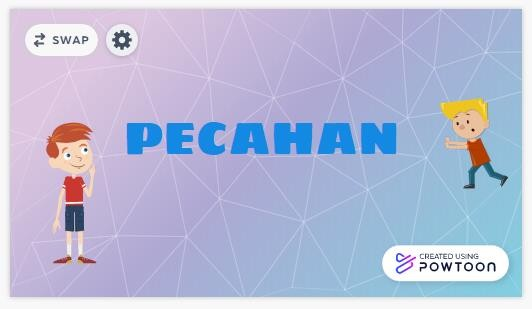 SWAP
PECAHAN
CREATED USING
POWTOON